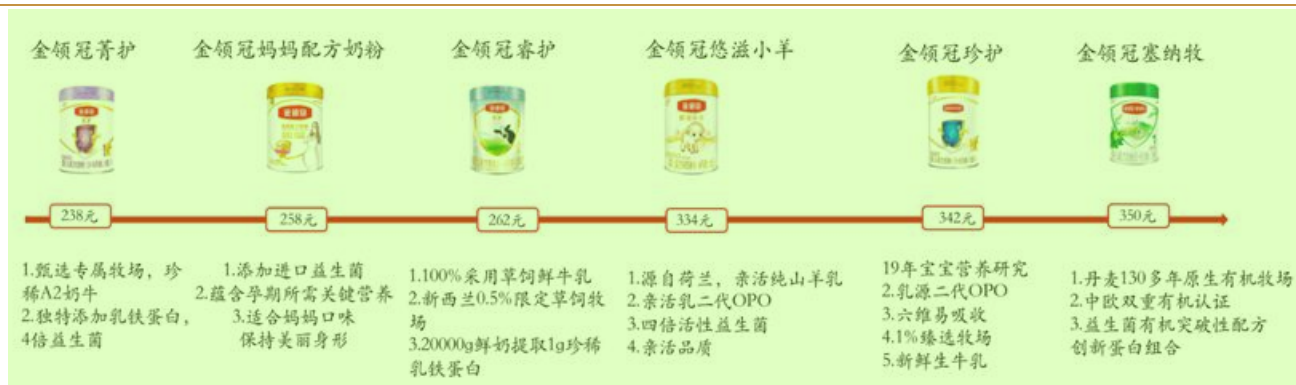 金领冠菁护
金领冠妈妈配方奶粉
金领冠睿护
金领冠悠滋小羊
金领冠珍护
金领冠塞纳牧
238元
258元
262元
334元
342元
350元
1.甄选专属牧场，珍
稀A2奶牛
2.独特添加乳铁蛋白，
4倍益生菌
1.添加进口益生菌
2.蕴含孕期所需关键营养
3.适合妈妈口味
保持美丽身形
1.100%采用草饲鲜牛乳
2.新西兰0.5%限定草饲牧
场
3.20000g鲜奶提取1g珍稀
乳铁蛋白
1.源自荷兰，亲活纯山羊乳
2.亲活乳二代OPO
3.四倍活性益生菌
4.亲活品质
19年宝宝营养研究
2.乳源二代OPO
3.六维易吸收
4.1%臻选牧场
5.新鲜生牛乳
1.丹麦130多年原生有机牧场
2.中欧双重有机认证
3.益生菌有机突破性配方
创新蛋白组合